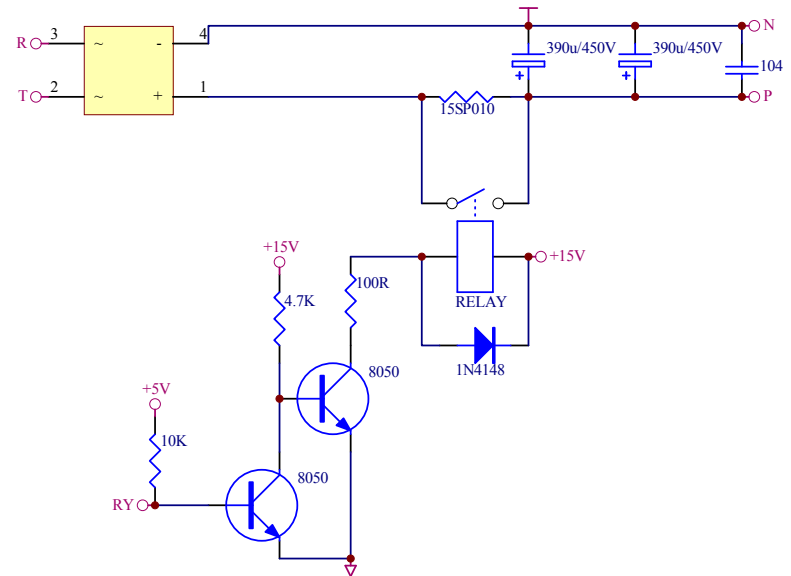 R 3 ~ - 4 N
390u/450V 390u/450V
+ + 104
T 2 ~ + 1 P
15SP010
+15V +15V
100R
4.7K RELAY
8050 1N4148
+5V
10K
8050
RY